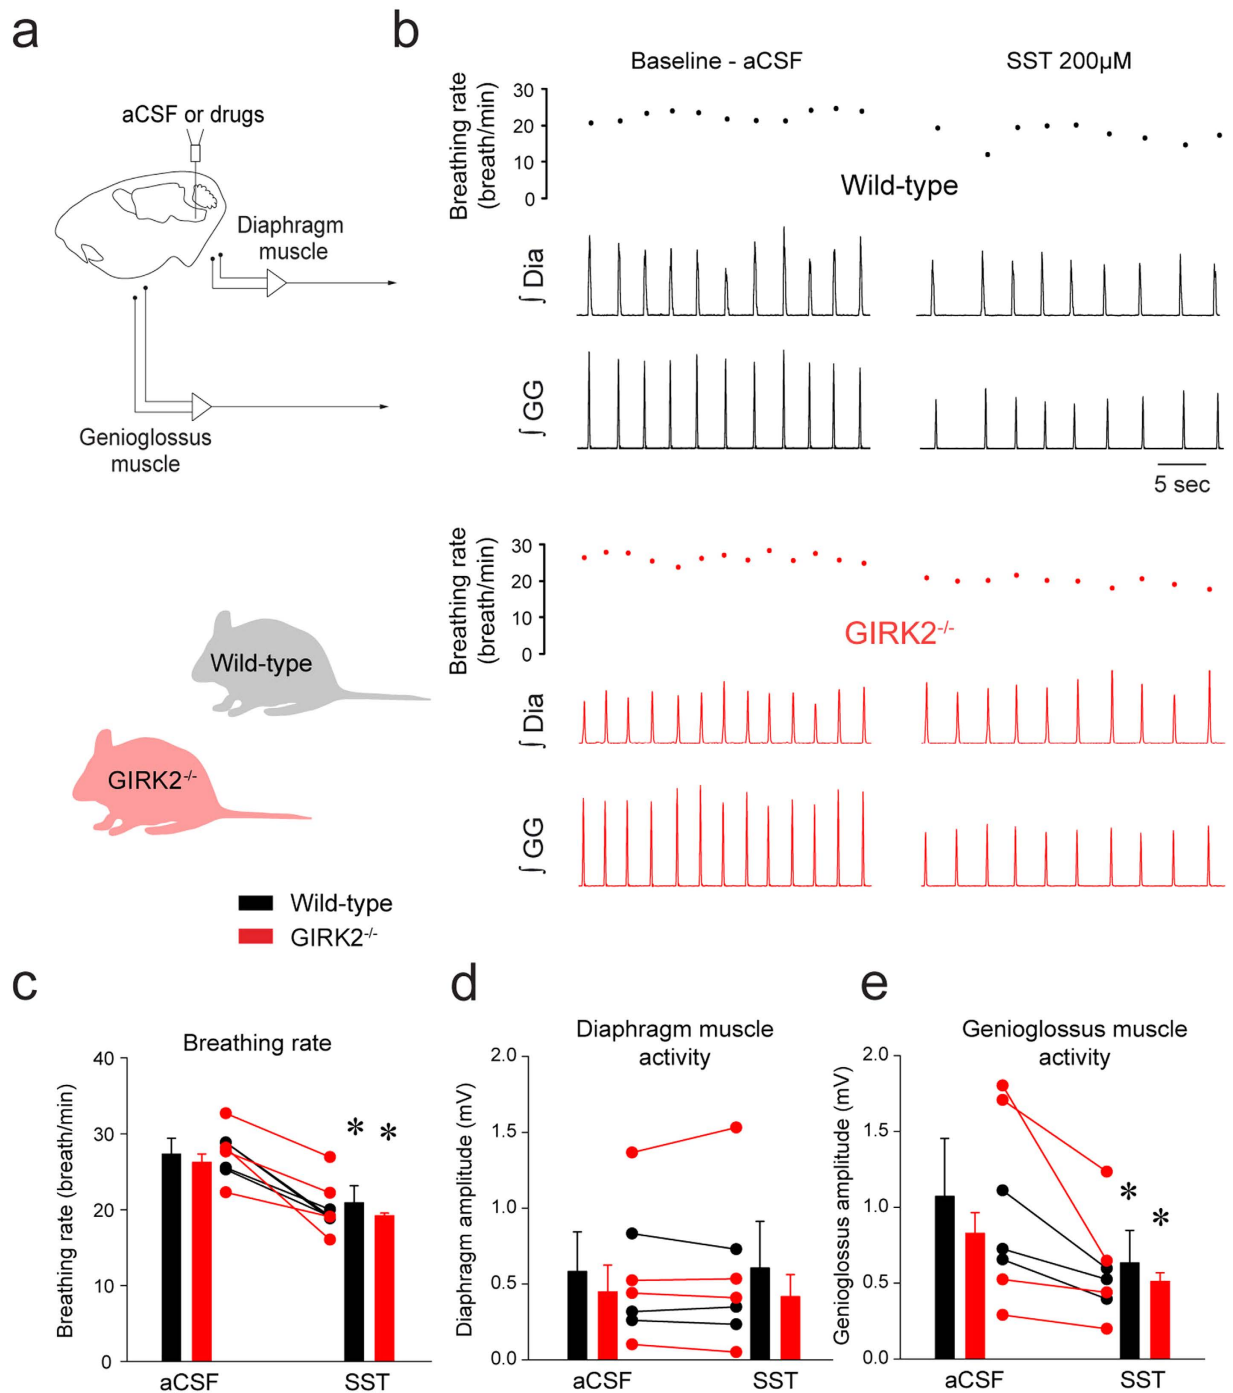 a
aCSF or drugs
Diaphragm
muscle
Genioglossus
muscle
Wild-type
GIRK2-/-
Wild-type
GIRK2-/-
b
Baseline - aCSF
SST 200µM
Breathing rate
(breath/min)
30
20
10
0
Wild-type
∫ Dia
∫ GG
5 sec
Breathing rate
(breath/min)
30
20
10
0
GIRK2-/-
∫ Dia
∫ GG
c
Breathing rate
Breathing rate (breath/min)
40
30
20
10
0
* *
aCSF
SST
d
Diaphragm muscle
activity
Diaphragm amplitude (mV)
2.0
1.5
1.0
0.5
0.0
aCSF
SST
e
Genioglossus muscle
activity
Genioglossus amplitude (mV)
2.0
1.5
1.0
0.5
0.0
* *
aCSF
SST